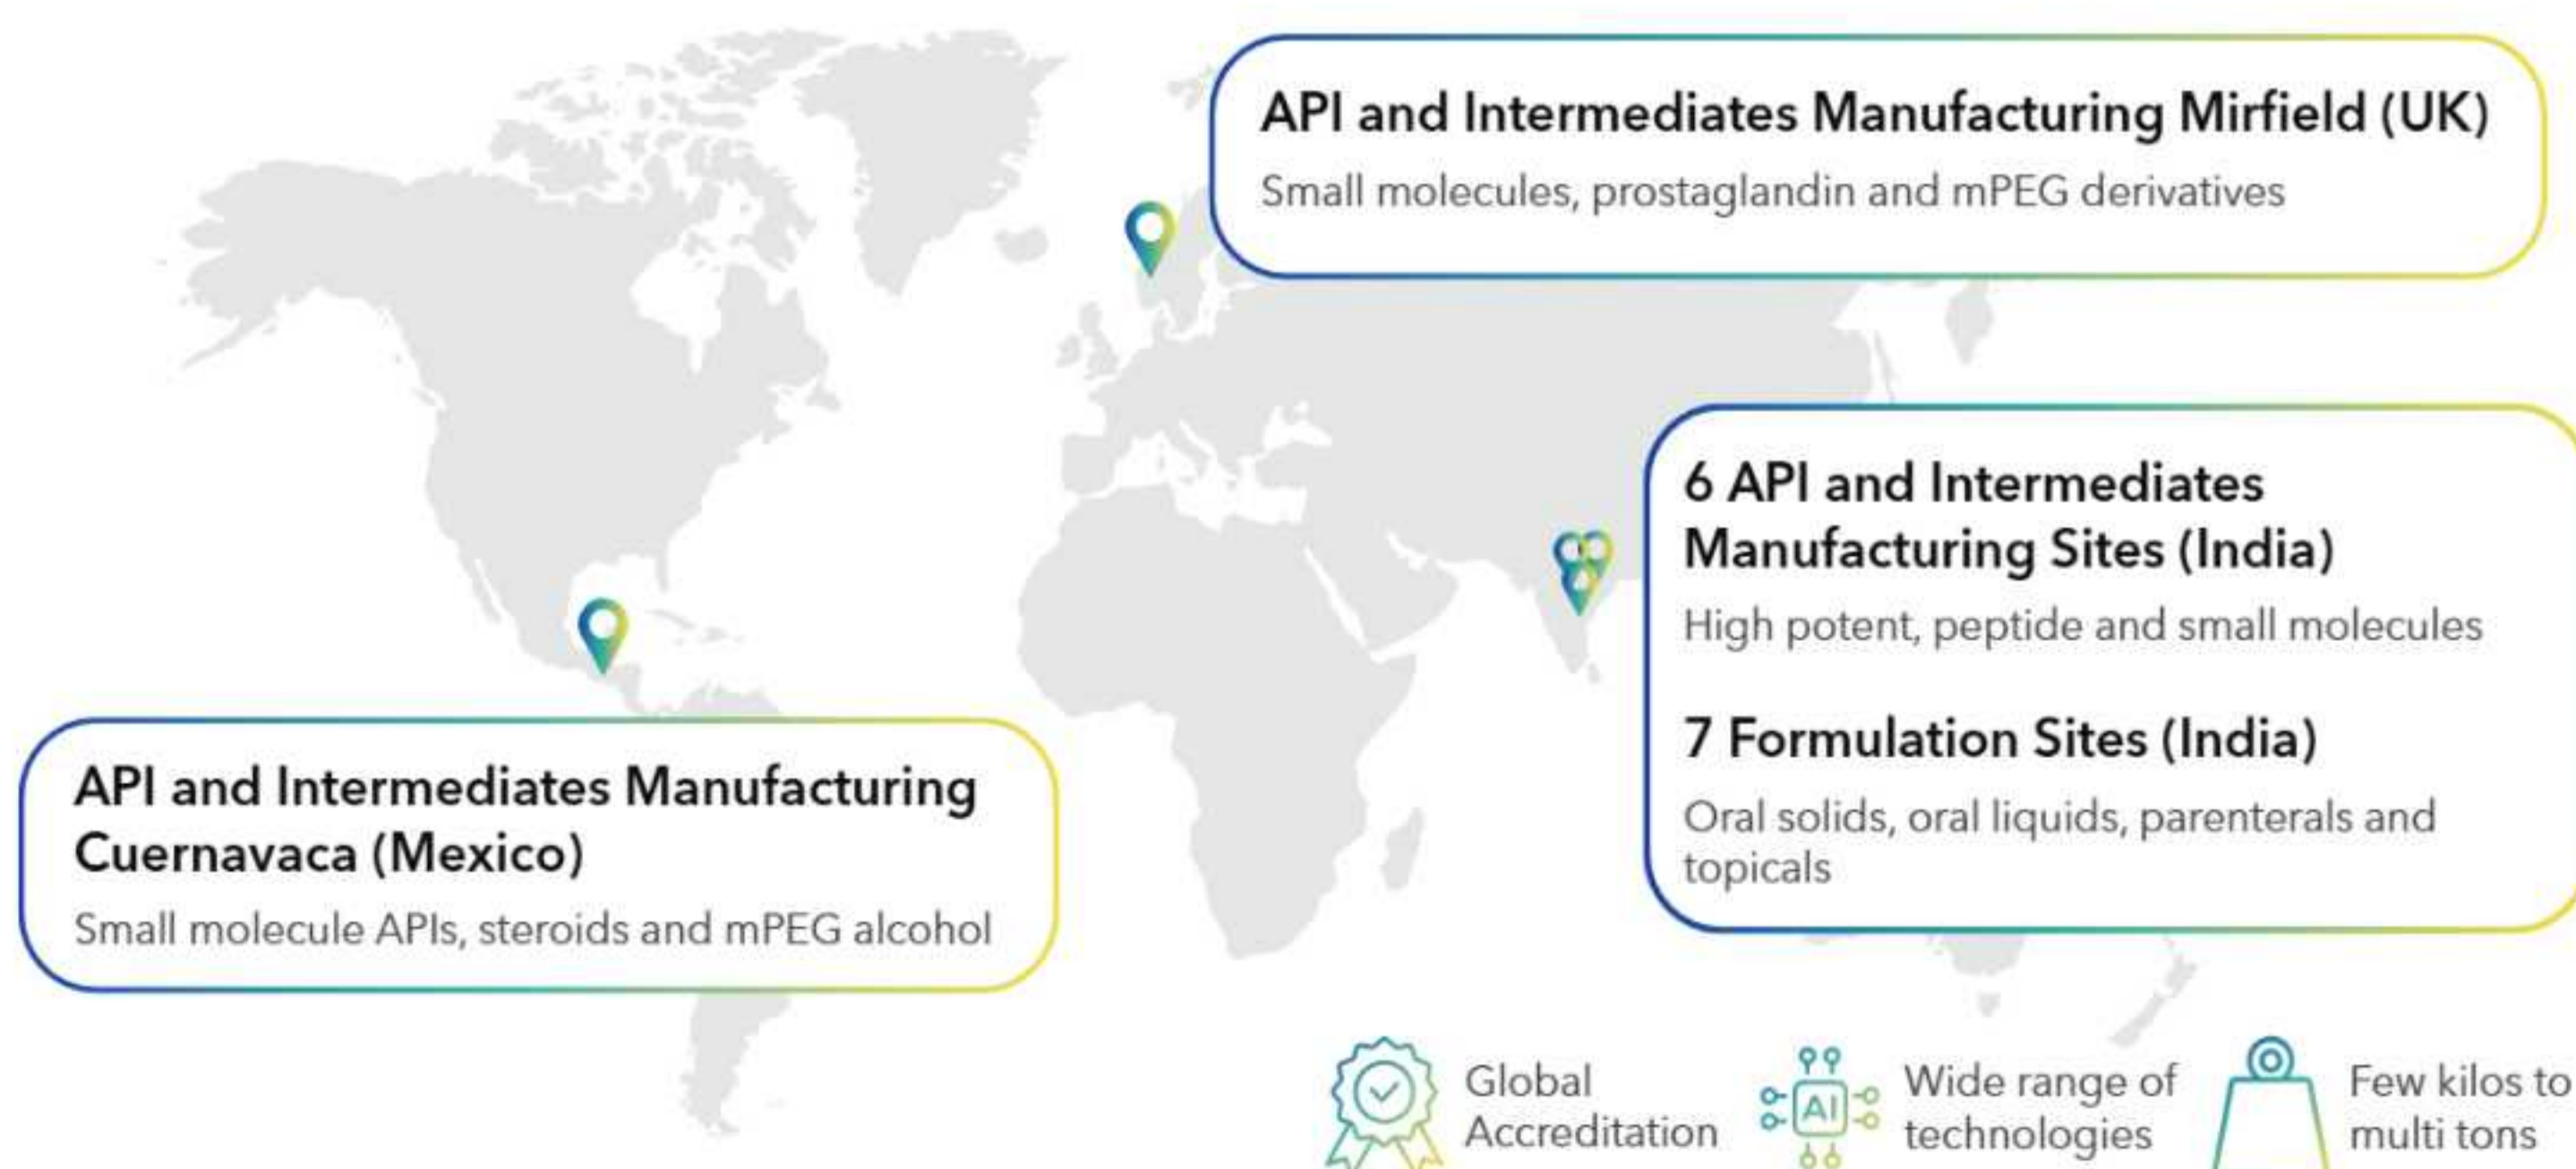 API and Intermediates Manufacturing Mirfield (UK)
Small molecules, prostaglandin and mPEG derivatives
6 API and Intermediates
Manufacturing Sites (India)
High potent, peptide and small molecules
7 Formulation Sites (India)
Oral solids, oral liquids, parenterals and
topicals
API and Intermediates Manufacturing
Cuernavaca (Mexico)
Small molecule APIs, steroids and mPEG alcohol
Global
Accreditation
AI
Wide range of
technologies
Few kilos to
multi tons